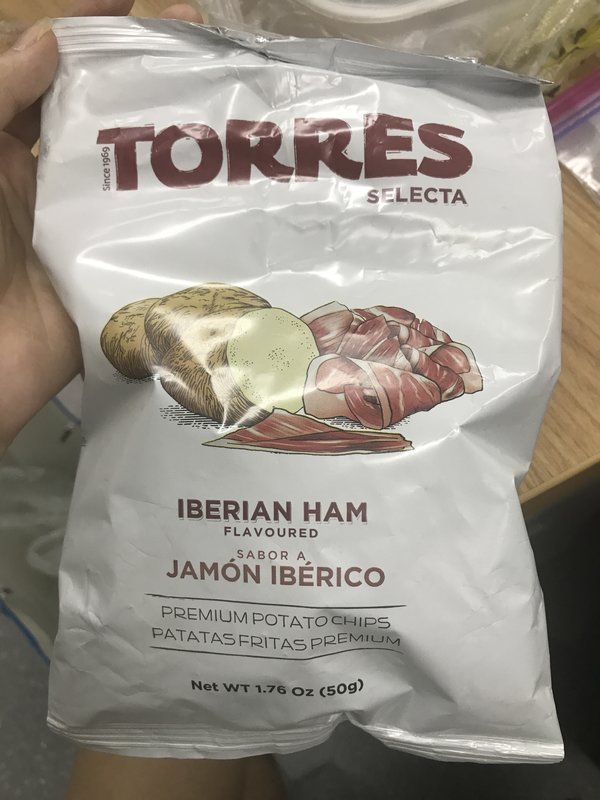 Since 1969
TORRES
SELECTA
IBERIAN HAM
FLAVOURED
SABOR A
JAMÓN IBÉRICO
PREMIUM POTATO CHIPS
PATATAS FRITAS PREMIUM
Net WT 1.76 Oz (50g)